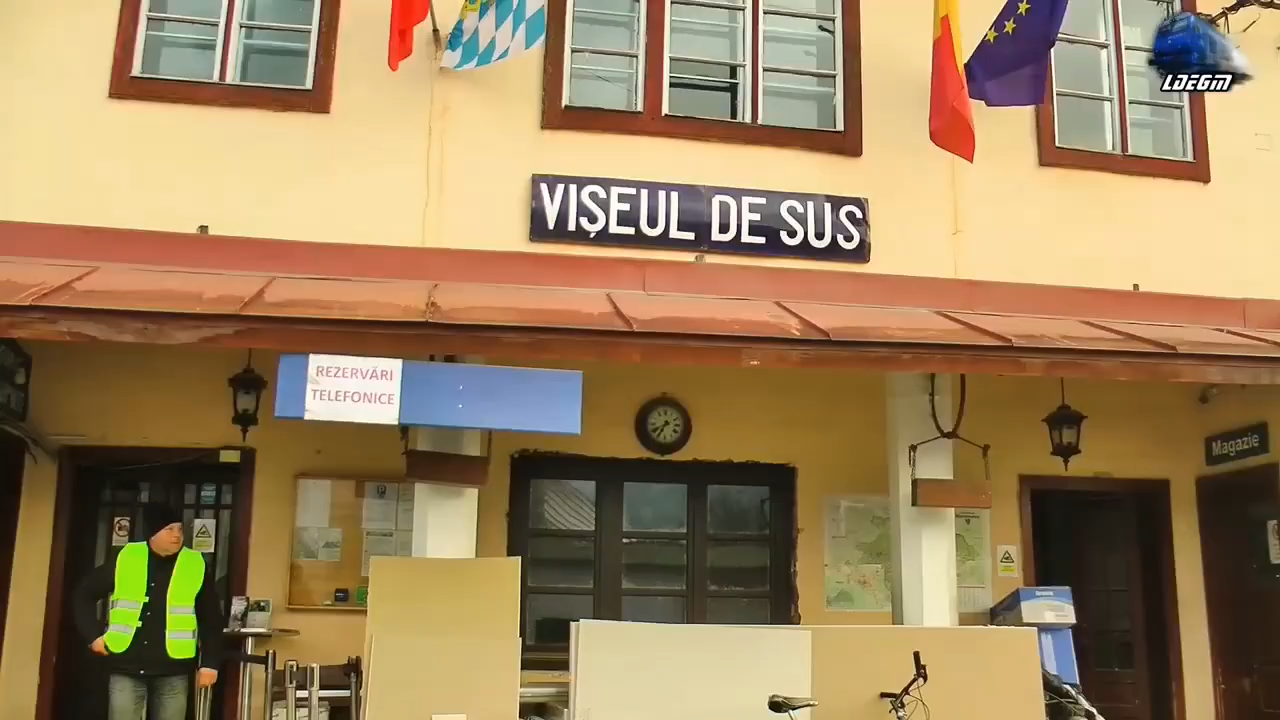 LDEGM
VIȘEUL DE SUS
REZERVĂRI
TELEFONICE
Magazie